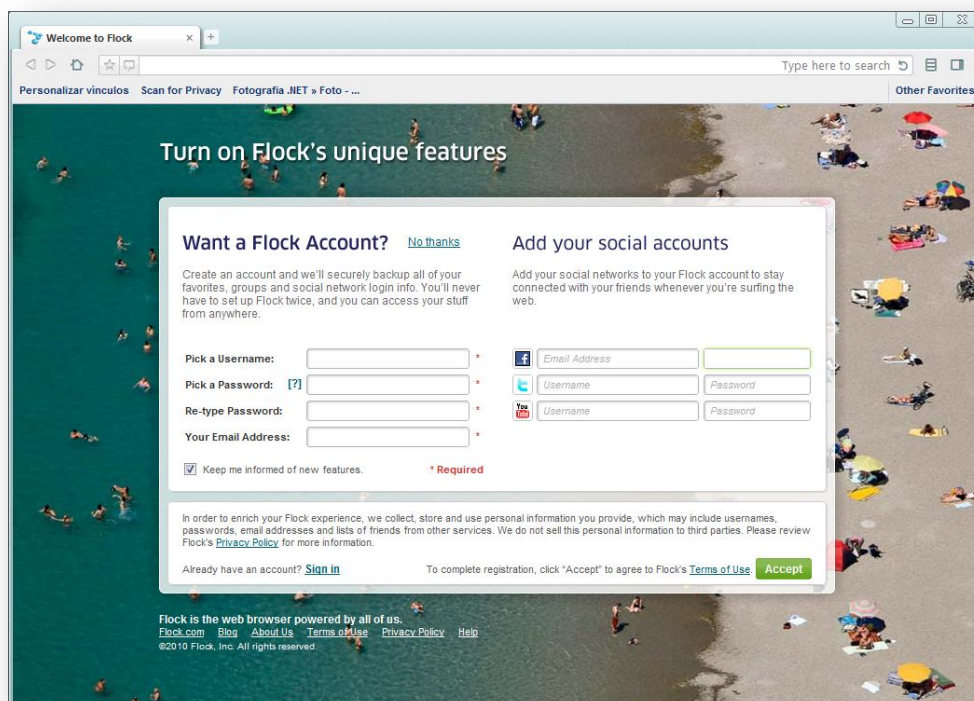 Welcome to Flock
Type here to search
Personalizar vínculos Scan for Privacy Fotografia .NET » Foto - ... Other Favorites
Turn on Flock's unique features
Want a Flock Account? No thanks
Create an account and we'll securely backup all of your
favorites, groups and social network login info. You'll never
have to set up Flock twice, and you can access your stuff
from anywhere.
Pick a Username: *
Pick a Password: [?] *
Re-type Password: *
Your Email Address: *
Keep me informed of new features. * Required
Add your social accounts
Add your social networks to your Flock account to stay
connected with your friends whenever you're surfing the
web.
f Email Address
t Username Password
You Tube Username Password
In order to enrich your Flock experience, we collect, store and use personal information you provide, which may include usernames,
passwords, email addresses and lists of friends from other services. We do not sell this personal information to third parties. Please review
Flock's Privacy Policy for more information.
Already have an account? Sign in To complete registration, click "Accept" to agree to Flock's Terms of Use. Accept
Flock is the web browser powered by all of us.
Flock.com Blog About Us Terms of Use Privacy Policy Help
©2010 Flock, Inc. All rights reserved